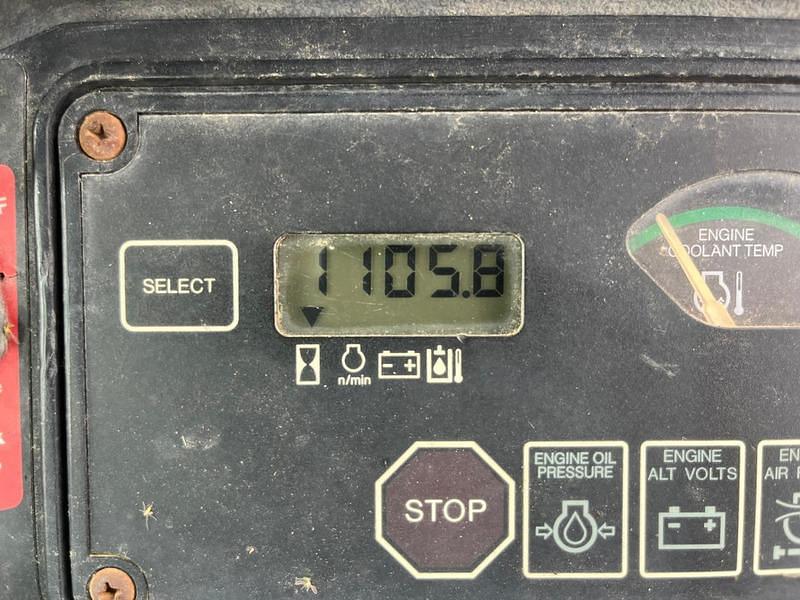 SELECT
1105.8
n/min
ENGINE
COOLANT TEMP
STOP
ENGINE OIL
PRESSURE
ENGINE
ALT VOLTS